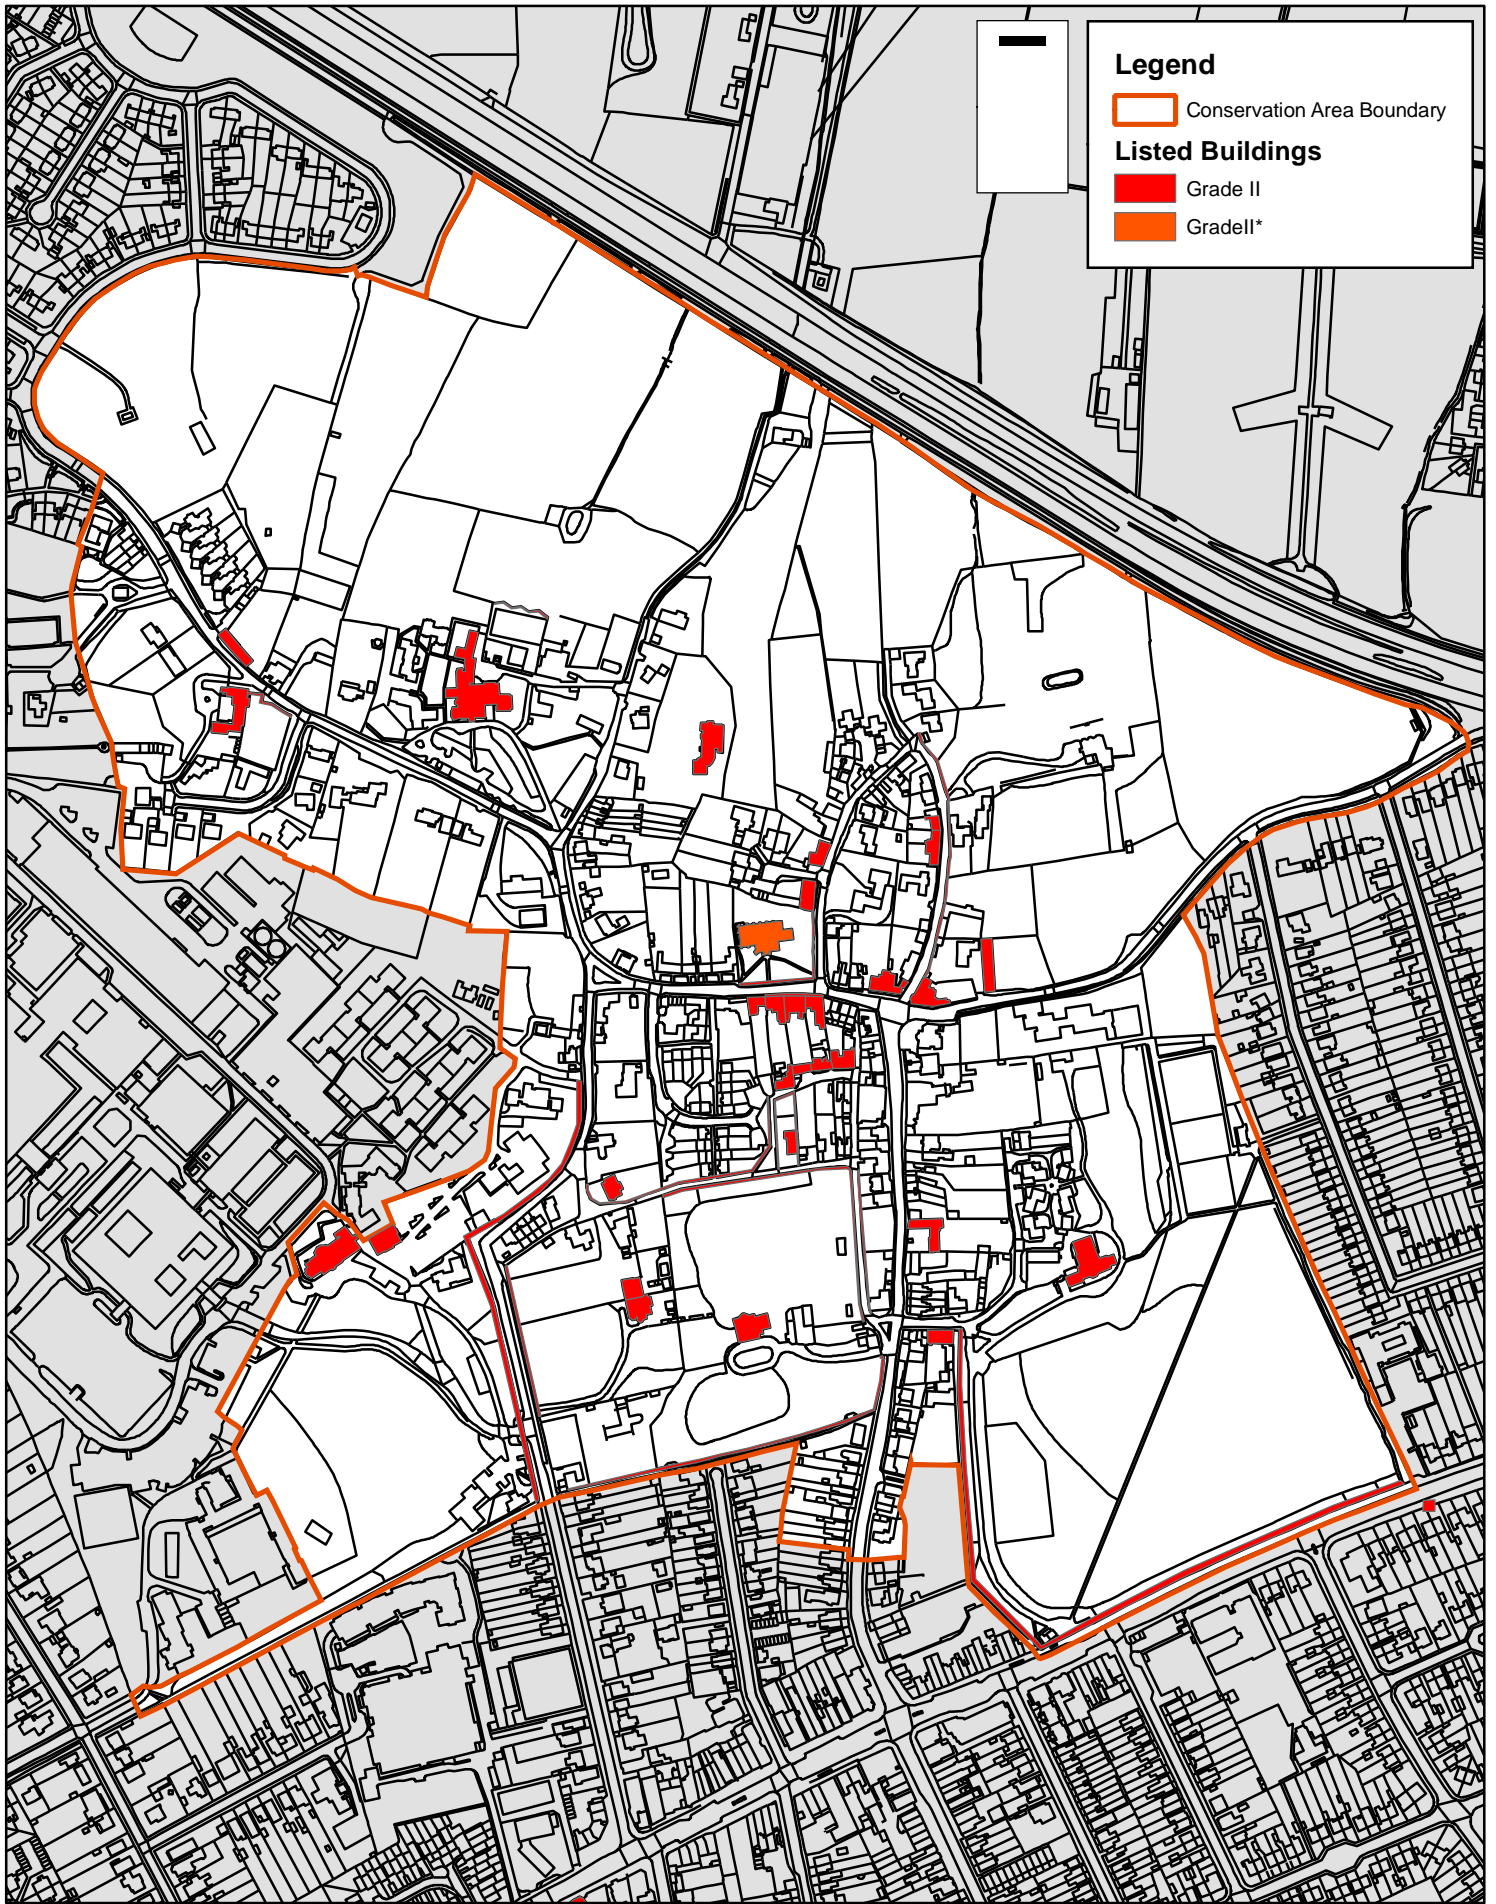 Legend
Conservation Area Boundary
Listed Buildings
Grade II
GradeII*